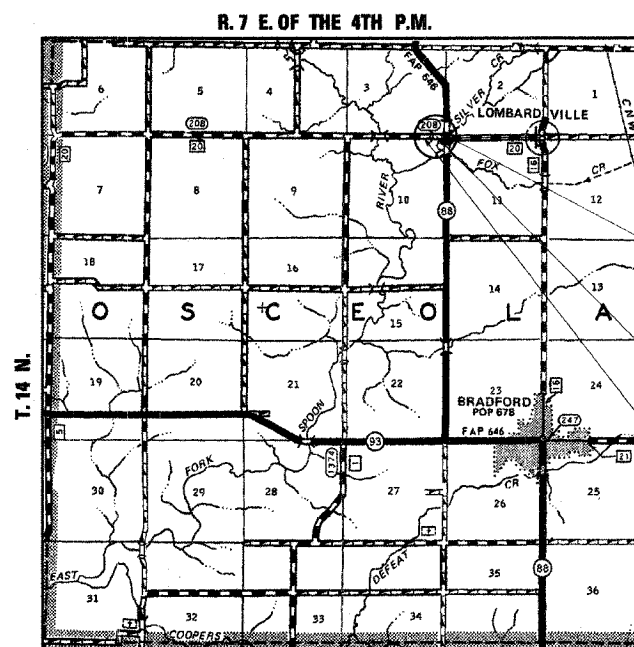 R. 7 E. OF THE 4TH P.M.
T. 14 N.
6 5 4 3 2 1
FAP 646
SILVER CR
CNW
LOMBARDVILLE
208 208
20 20 20 16
FOX CR
RIVER
7 8 9 10 11 12
88
18 17 16 15 14 13
OSCEOLA
19 20 21 22 23 24
BRADFORD
POP 678
16
247
FAP 646
93
5
21
SPOON
1374
1
FORK
30 29 28 27 26 25
CR
DEFEAT
EAST
31 32 33 34 35 36
88
COOPERS